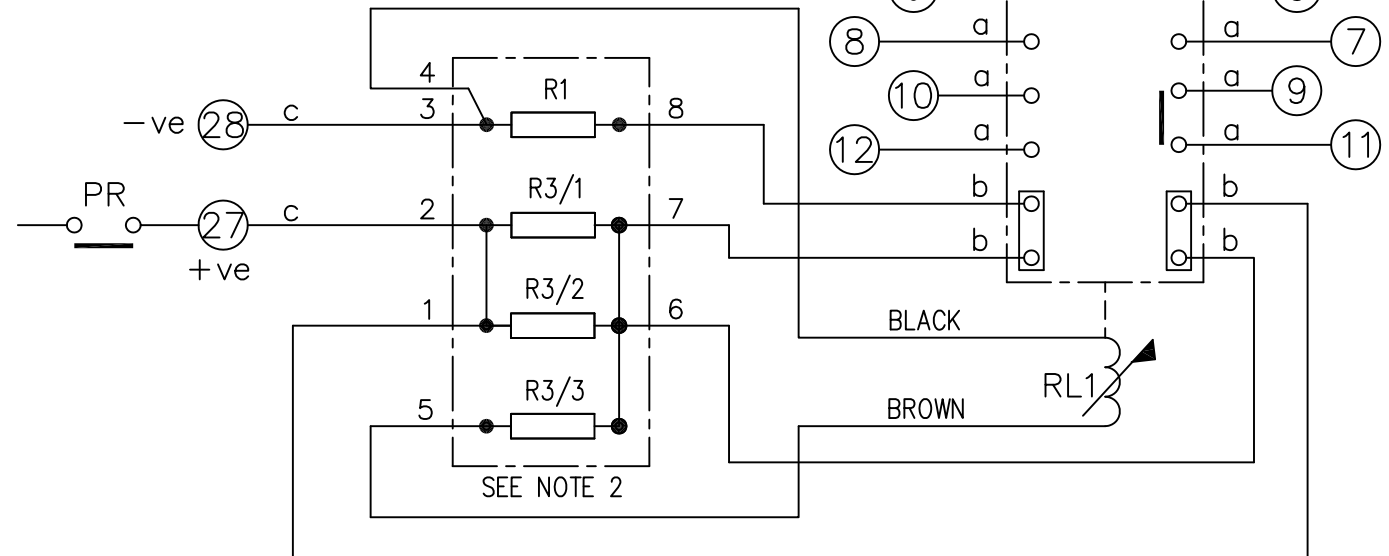 8 a a 7
4 R1 10 a a 9
-ve 28 c 3 8
12 a a 11
PR R3/1 b b
27 c 2 7
+ve b b
R3/2
1 6 BLACK
R3/3 RL1
5 BROWN
SEE NOTE 2